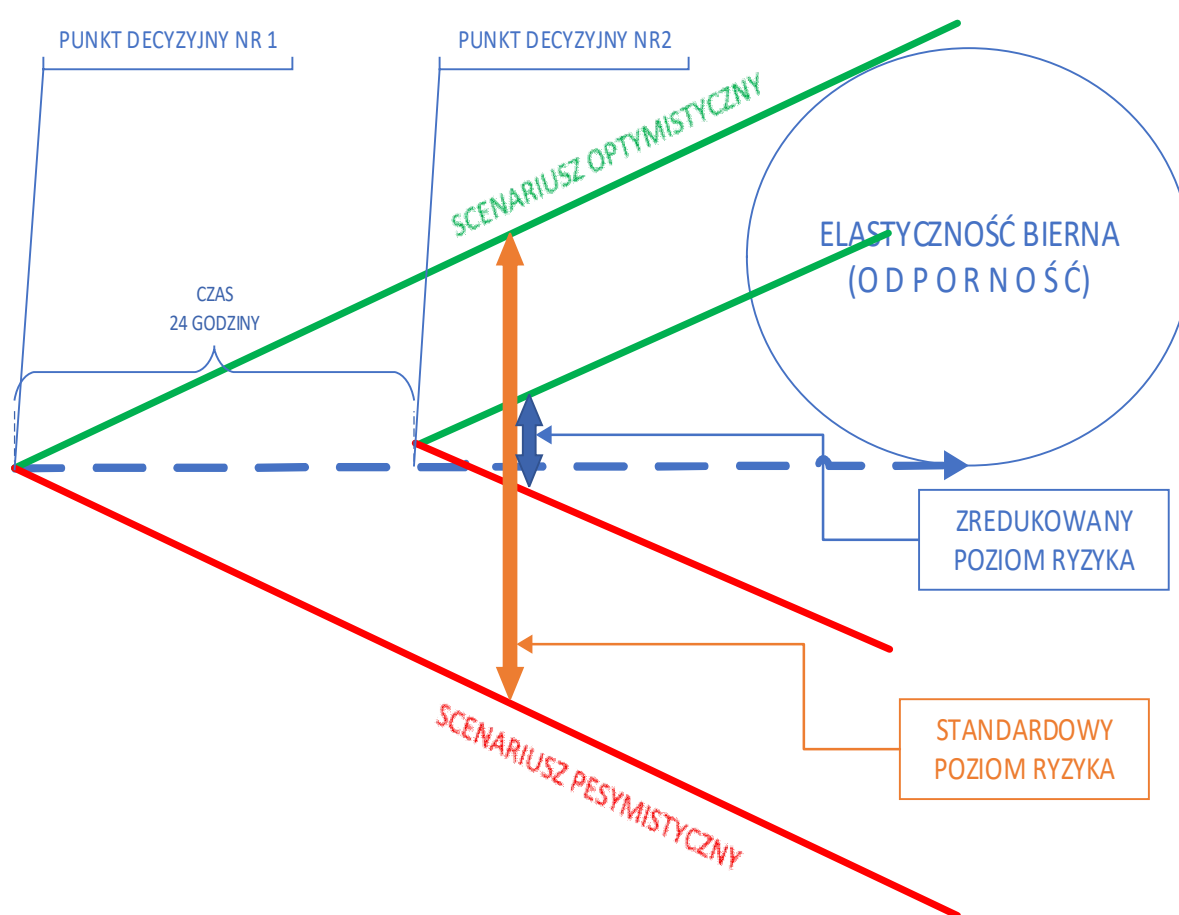 PUNKT DECYZYJNY NR 1
PUNKT DECYZYJNY NR2
SCENARIUSZ OPTYMISTYCZNY
ELASTYCZNOŚĆ BIERNA
(O D P O R N O Ś Ć)
CZAS
24 GODZINY
ZREDUKOWANY
POZIOM RYZYKA
STANDARDOWY
POZIOM RYZYKA
SCENARIUSZ PESYMISTYCZNY